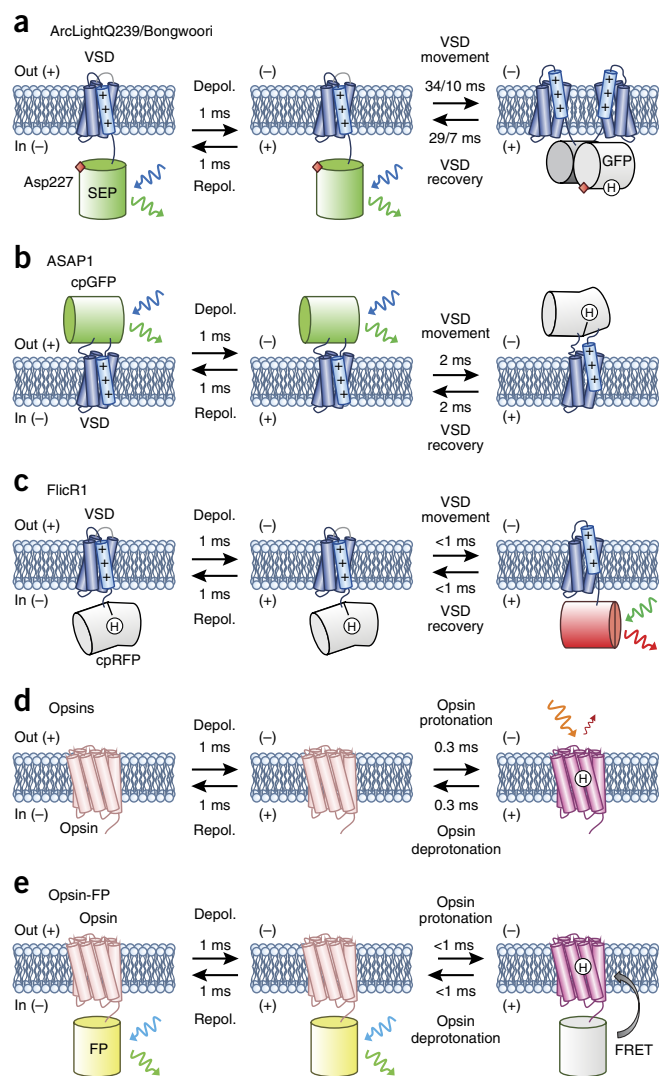 a
ArcLightQ239/Bongwoori
VSD
Out (+)
In (–)
Asp227
SEP
Depol.
1 ms
1 ms
Repol.
(–)
(+)
VSD
movement
34/10 ms
29/7 ms
VSD
recovery
(–)
(+)
GFP
H
+
+
+
+
+
+
+
+
+
+
+
+
b
ASAP1
cpGFP
Out (+)
In (–)
VSD
Depol.
1 ms
1 ms
Repol.
(–)
(+)
VSD
movement
2 ms
2 ms
VSD
recovery
(–)
(+)
H
+
+
+
+
+
+
+
+
+
c
FlicR1
VSD
Out (+)
In (–)
H
cpRFP
Depol.
1 ms
1 ms
Repol.
(–)
(+)
H
VSD
movement
<1 ms
<1 ms
VSD
recovery
(–)
(+)
+
+
+
+
+
+
+
+
+
d
Opsins
Out (+)
In (–)
Opsin
Depol.
1 ms
1 ms
Repol.
(–)
(+)
Opsin
protonation
0.3 ms
0.3 ms
Opsin
deprotonation
(–)
(+)
H
e
Opsin-FP
Opsin
Out (+)
In (–)
FP
Depol.
1 ms
1 ms
Repol.
(–)
(+)
Opsin
protonation
<1 ms
<1 ms
Opsin
deprotonation
(–)
(+)
H
FRET